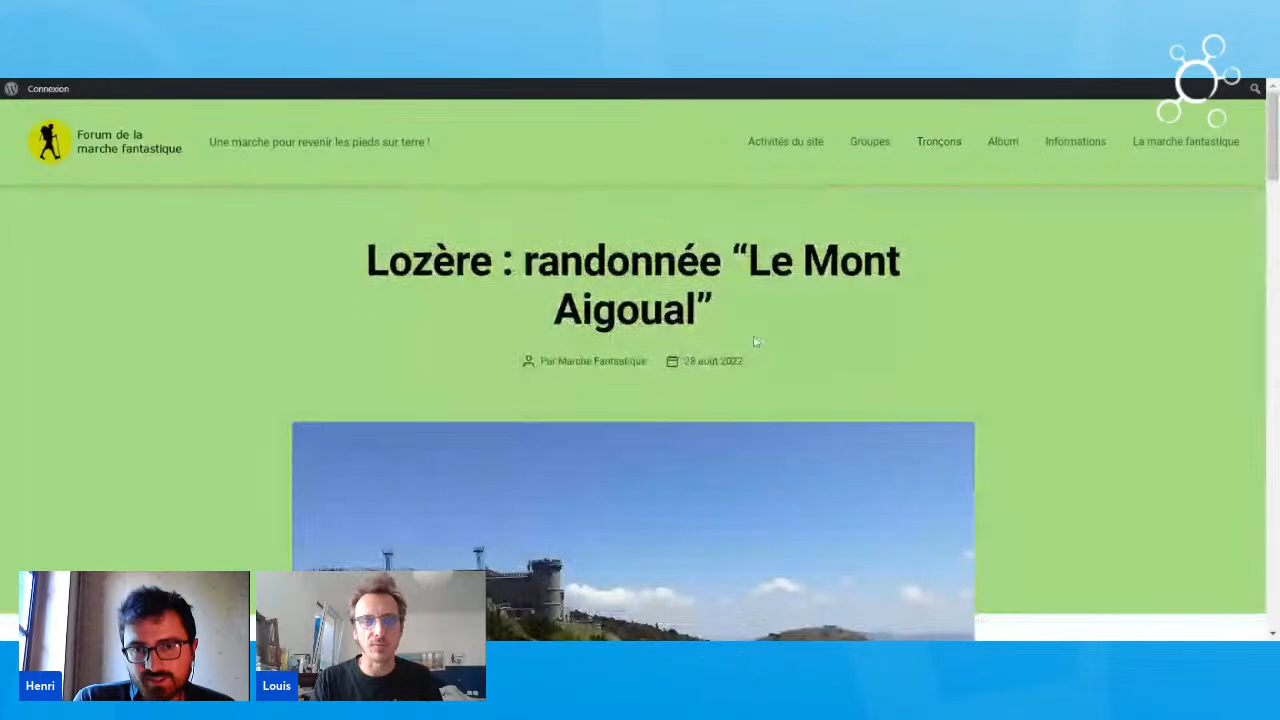 Connexion
Forum de la
marche fantastique
Une marche pour revenir les pieds sur terre !
Activités du site
Groupes
Tronçons
Album
Informations
La marche fantastique
Lozère : randonnée “Le Mont
Aigoual”
Par Marche Fantastique
28 août 2022
Henri
Louis